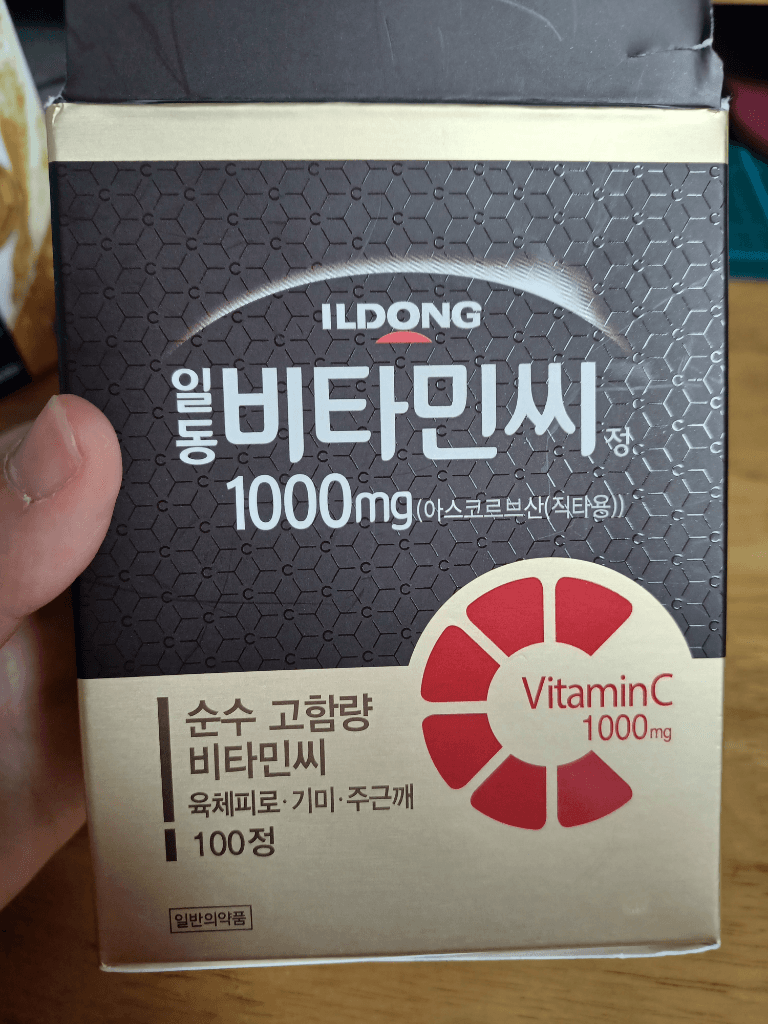 ILDONG
일동 비타민씨 정
1000mg (아스코르브산(직타용))
VitaminC
1000mg
순수 고함량
비타민씨
육체피로·기미·주근깨
100정
일반의약품